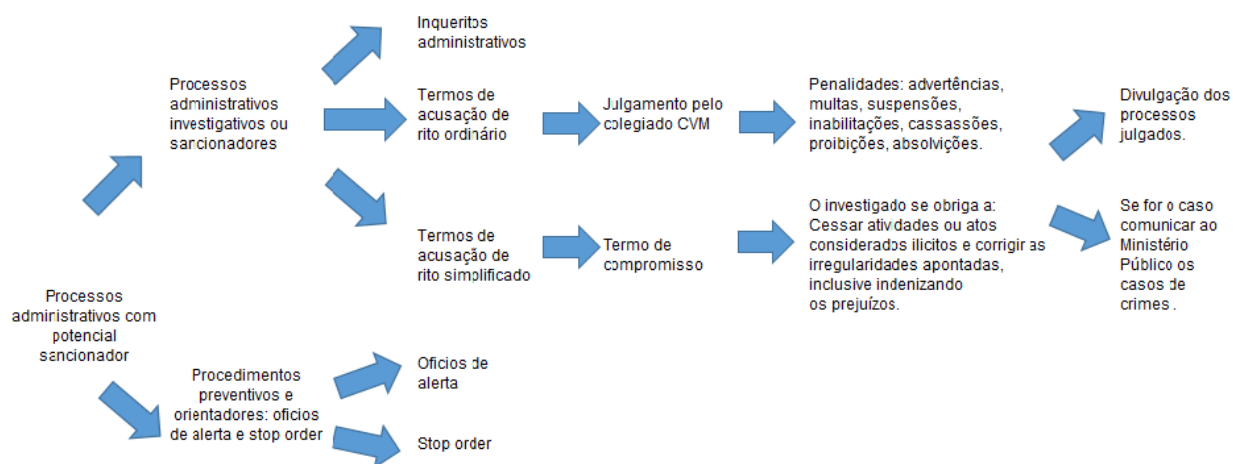 Inqueritos
administrativos
Processos
administrativos
investigativos ou
sancionadores
Termos de
acusação de
rito ordinário
Julgamento pelo
colegiado CVM
Penalidades: advertências,
multas, suspensões,
inabilitações, cassassões,
proibições, absolvições.
Divulgação dos
processos
julgados.
Termos de
acusação de
rito simplificado
Termo de
compromisso
O investigado se obriga a:
Cessar atividades ou atos
considerados ilicitos e corrigir as
irregularidades apontadas,
inclusive indenizando
os prejuízos.
Se for o caso
comunicar ao
Ministério
Público os
casos de
crimes .
Processos
administrativos com
potencial
sancionador
Procedimentos
preventivos e
orientadores: oficios
de alerta e stop order
Oficios de
alerta
Stop order